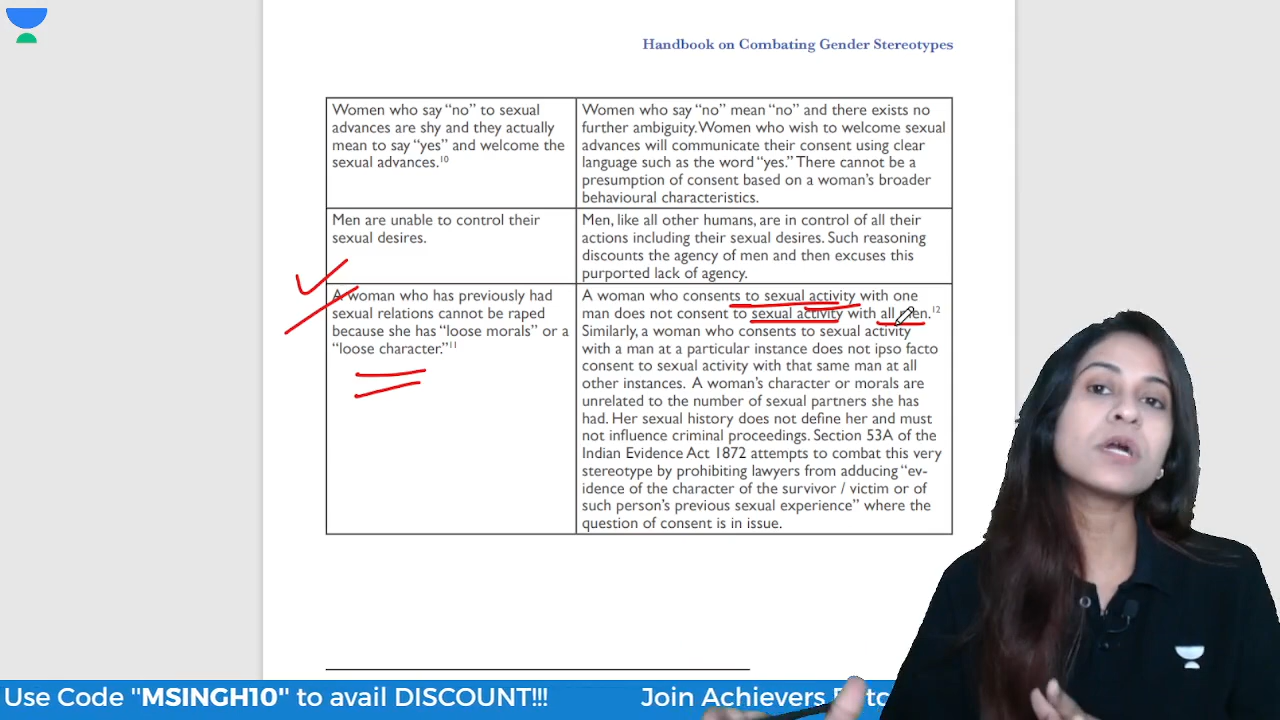 Handbook on Combating Gender Stereotypes
Women who say “no” to sexual
advances are shy and they actually
mean to say “yes” and welcome the
sexual advances.10
Women who say “no” mean “no” and there exists no
further ambiguity. Women who wish to welcome sexual
advances will communicate their consent using clear
language such as the word “yes.” There cannot be a
presumption of consent based on a woman’s broader
behavioural characteristics.
Men are unable to control their
sexual desires.
Men, like all other humans, are in control of all their
actions including their sexual desires. Such reasoning
discounts the agency of men and then excuses this
purported lack of agency.
A woman who has previously had
sexual relations cannot be raped
because she has “loose morals” or a
“loose character.”11
A woman who consents to sexual activity with one
man does not consent to sexual activity with all men.12
Similarly, a woman who consents to sexual activity
with a man at a particular instance does not ipso facto
consent to sexual activity with that same man at all
other instances. A woman’s character or morals are
unrelated to the number of sexual partners she has
had. Her sexual history does not define her and must
not influence criminal proceedings. Section 53A of the
Indian Evidence Act 1872 attempts to combat this very
stereotype by prohibiting lawyers from adducing “ev-
idence of the character of the survivor / victim or of
such person’s previous sexual experience” where the
question of consent is in issue.
Use Code "MSINGH10" to avail DISCOUNT!!!
Join Achievers